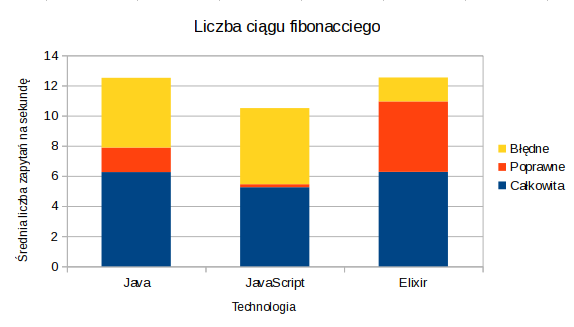 Liczba ciągu fibonacciego
14
12
10
8
6
4
2
0
Średnia liczba zapytań na sekundę
Java
JavaScript
Elixir
Technologia
Błędne
Poprawne
Całkowita